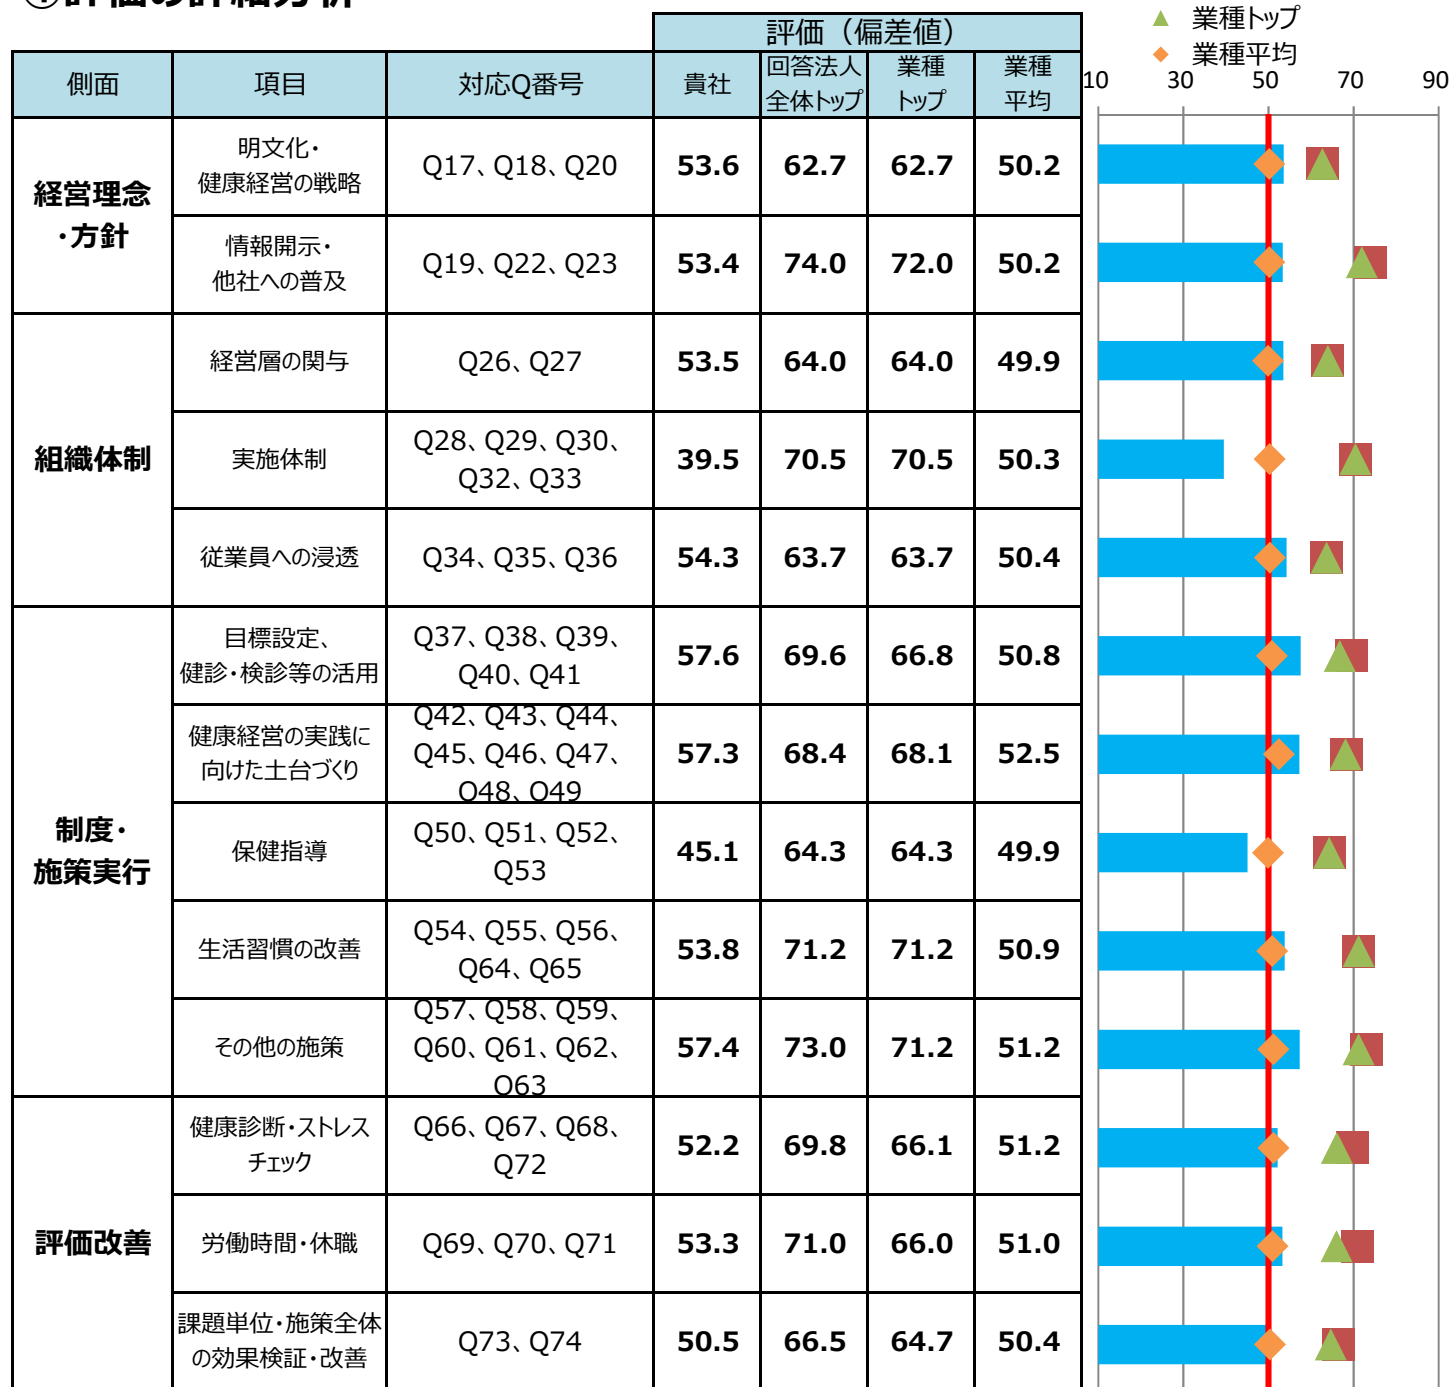 ①評価の詳細分析
▲ 業種トップ
◆ 業種平均
評価（偏差値）
側面 項目 対応Q番号 貴社 回答法人 業種 業種
全体トップ トップ 平均
10 30 50 70 90
経営理念
・方針
明文化・
健康経営の戦略
Q17、Q18、Q20
53.6 62.7 62.7 50.2
情報開示・
他社への普及
Q19、Q22、Q23
53.4 74.0 72.0 50.2
組織体制
経営層の関与
Q26、Q27
53.5 64.0 64.0 49.9
実施体制
Q28、Q29、Q30、
Q32、Q33
39.5 70.5 70.5 50.3
従業員への浸透
Q34、Q35、Q36
54.3 63.7 63.7 50.4
制度・
施策実行
目標設定、
健診・検診等の活用
Q37、Q38、Q39、
Q40、Q41
57.6 69.6 66.8 50.8
健康経営の実践に
向けた土台づくり
Q42、Q43、Q44、
Q45、Q46、Q47、
Q48、Q49
57.3 68.4 68.1 52.5
保健指導
Q50、Q51、Q52、
Q53
45.1 64.3 64.3 49.9
生活習慣の改善
Q54、Q55、Q56、
Q64、Q65
53.8 71.2 71.2 50.9
その他の施策
Q57、Q58、Q59、
Q60、Q61、Q62、
Q63
57.4 73.0 71.2 51.2
評価改善
健康診断・ストレス
チェック
Q66、Q67、Q68、
Q72
52.2 69.8 66.1 51.2
労働時間・休職
Q69、Q70、Q71
53.3 71.0 66.0 51.0
課題単位・施策全体
の効果検証・改善
Q73、Q74
50.5 66.5 64.7 50.4